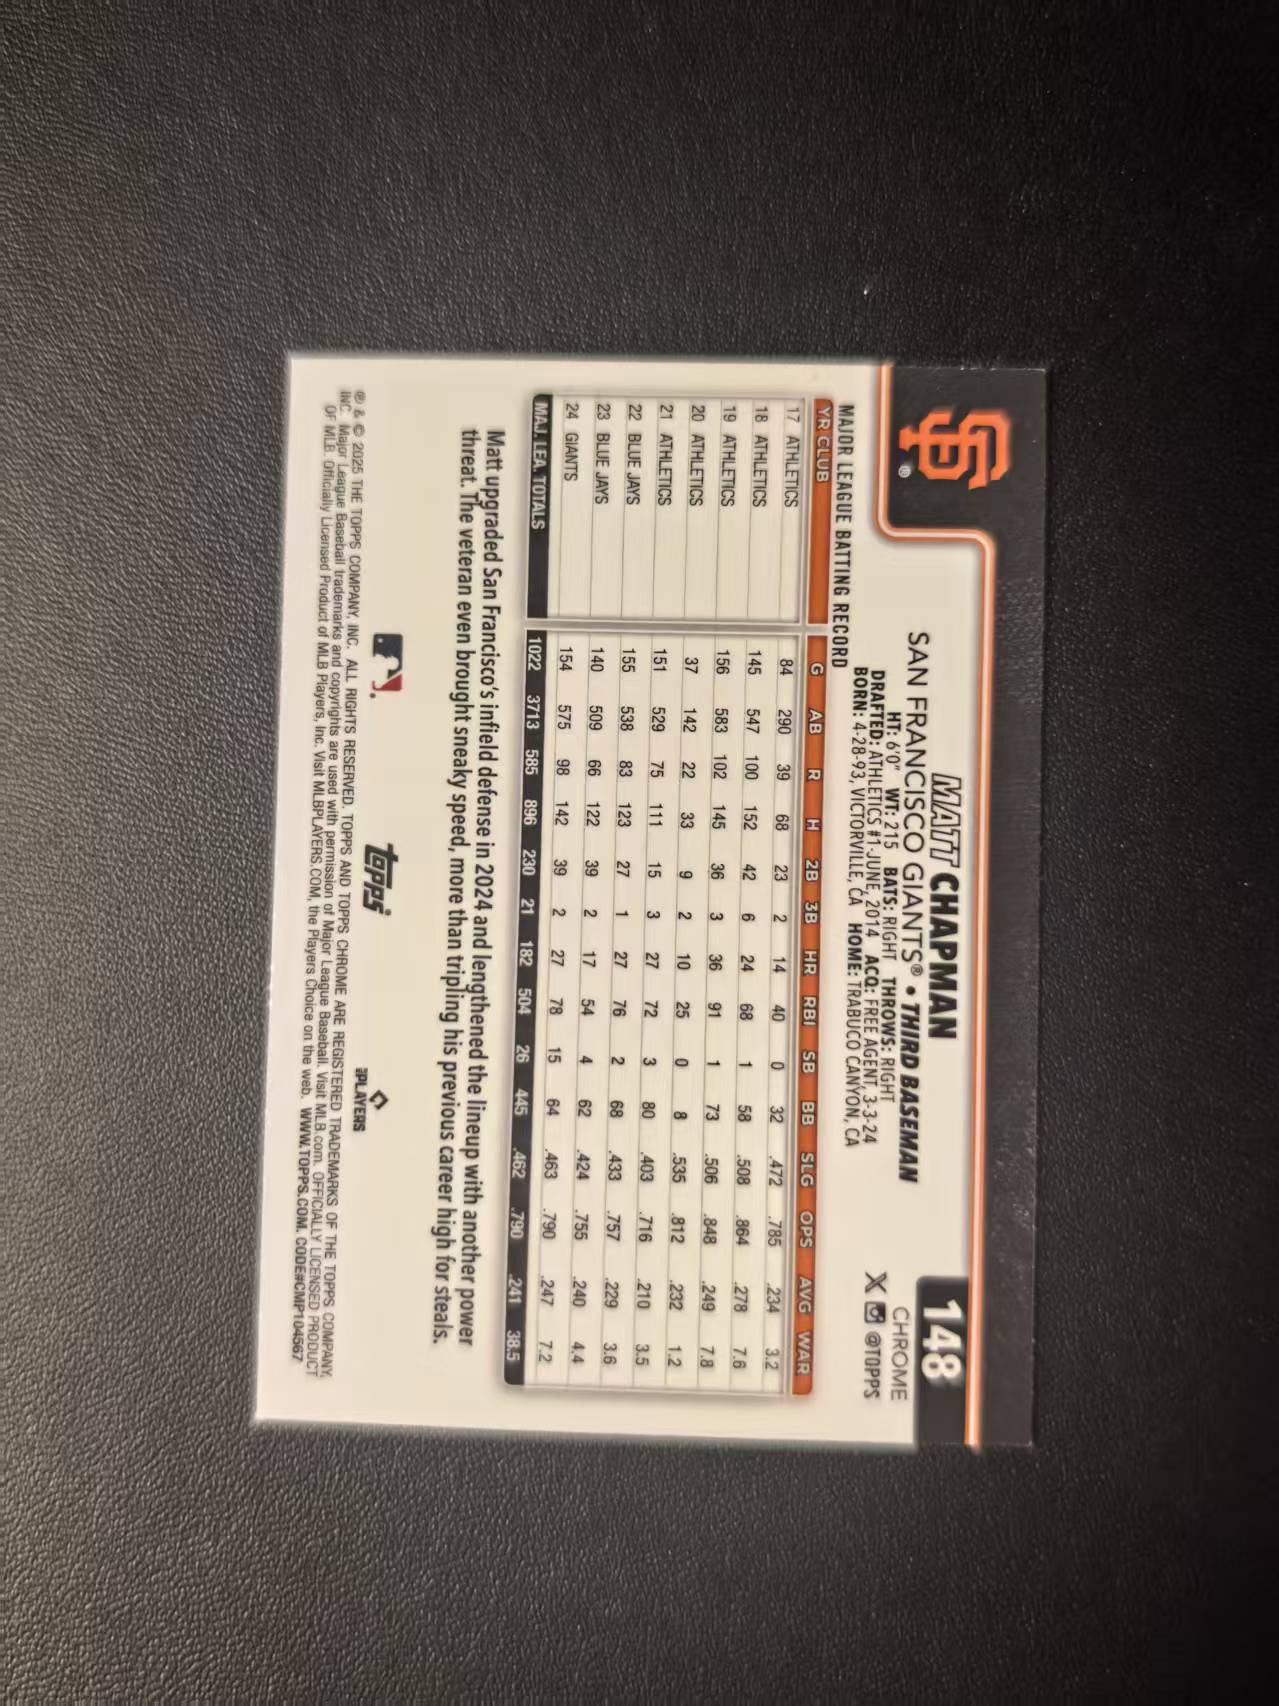 SF®
148
CHROME
X @TOPPS
MATT CHAPMAN
SAN FRANCISCO GIANTS® • THIRD BASEMAN
HT: 6'0" WT: 215 BATS: RIGHT THROWS: RIGHT
DRAFTED: ATHLETICS #1-JUNE, 2014 ACQ: FREE AGENT, 3-3-24
BORN: 4-28-93, VICTORVILLE, CA HOME: TRABUCO CANYON, CA
MAJOR LEAGUE BATTING RECORD
YR CLUB G AB R H 2B 3B HR RBI SB BB SLG OPS AVG WAR
17 ATHLETICS 84 290 39 68 23 2 14 40 0 32 .472 .785 .234 3.2
18 ATHLETICS 145 547 100 152 42 6 24 68 1 58 .508 .864 .278 7.6
19 ATHLETICS 156 583 102 145 36 3 36 91 1 73 .506 .848 .249 7.8
20 ATHLETICS 37 142 22 33 9 2 10 25 0 8 .535 .812 .232 1.2
21 ATHLETICS 151 529 75 111 15 3 27 72 3 80 .403 .716 .210 3.5
22 BLUE JAYS 155 538 83 123 27 1 27 76 2 68 .433 .757 .229 3.6
23 BLUE JAYS 140 509 66 122 39 2 17 54 4 62 .424 .755 .240 4.4
24 GIANTS 154 575 98 142 39 2 27 78 15 64 .463 .790 .247 7.2
MAJ. LEA. TOTALS 1022 3713 585 896 230 21 182 504 26 445 .462 .790 .241 38.5
Matt upgraded San Francisco's infield defense in 2024 and lengthened the lineup with another power
threat. The veteran even brought sneaky speed, more than tripling his previous career high for steals.
topps
PLAYERS
® & © 2025 THE TOPPS COMPANY, INC. ALL RIGHTS RESERVED. TOPPS AND TOPPS CHROME ARE REGISTERED TRADEMARKS OF THE TOPPS COMPANY,
INC. Major League Baseball trademarks and copyrights are used with permission of Major League Baseball. Visit MLB.com. OFFICIALLY LICENSED PRODUCT
OF MLB Officially Licensed Product of MLB Players, Inc. Visit MLBPLAYERS.COM, the Players Choice on the web. WWW.TOPPS.COM. CODE#CMP104567